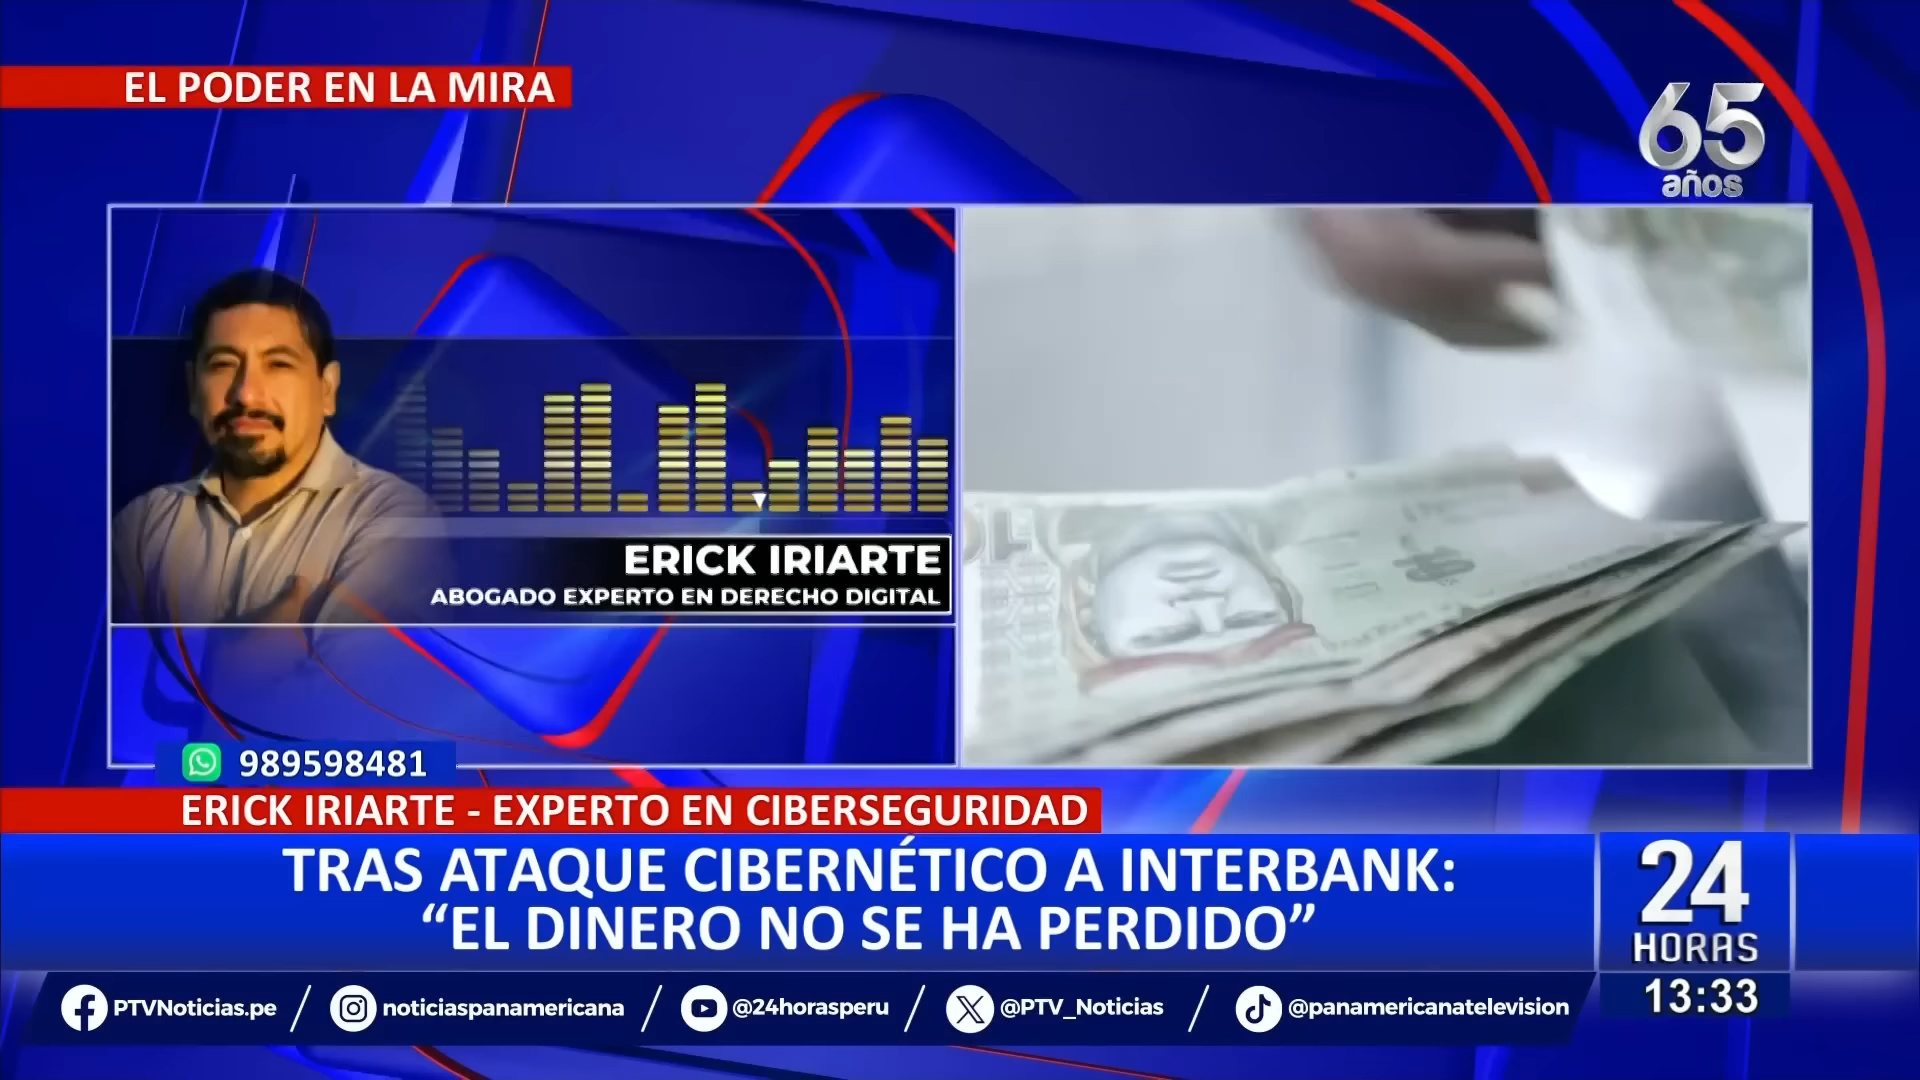 EL PODER EN LA MIRA
65
años
ERICK IRIARTE
ABOGADO EXPERTO EN DERECHO DIGITAL
989598481
ERICK IRIARTE - EXPERTO EN CIBERSEGURIDAD
TRAS ATAQUE CIBERNÉTICO A INTERBANK:
“EL DINERO NO SE HA PERDIDO”
24
HORAS
13:33
PTVNoticias.pe / noticiaspanamericana / @24horasperu / @PTV_Noticias / @panamericanatelevision